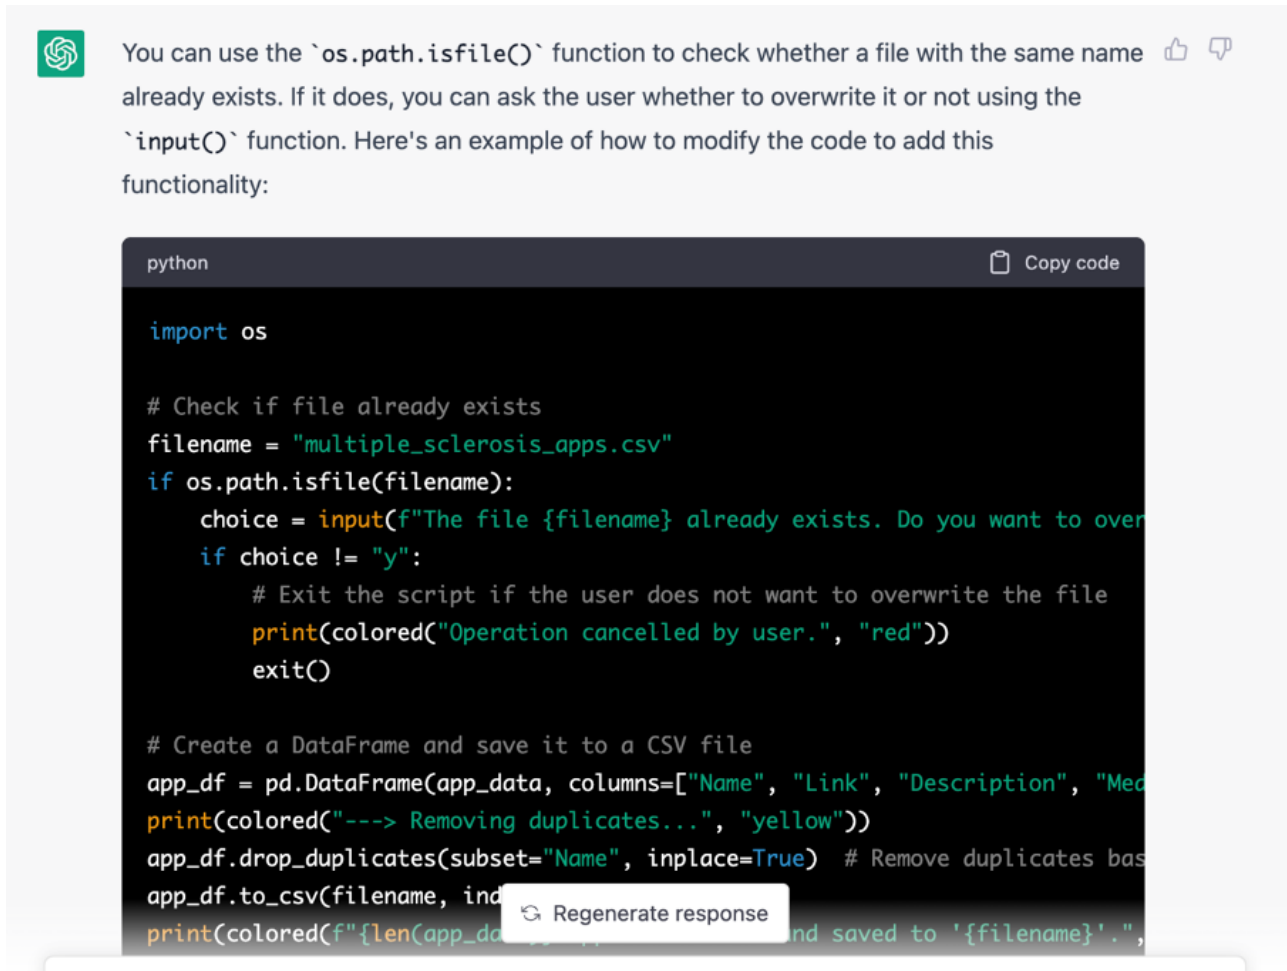 You can use the `os.path.isfile()` function to check whether a file with the same name
already exists. If it does, you can ask the user whether to overwrite it or not using the
`input()` function. Here's an example of how to modify the code to add this
functionality:
python
Copy code
import os
# Check if file already exists
filename = "multiple_sclerosis_apps.csv"
if os.path.isfile(filename):
    choice = input(f"The file {filename} already exists. Do you want to over
    if choice != "y":
        # Exit the script if the user does not want to overwrite the file
        print(colored("Operation cancelled by user.", "red"))
        exit()
# Create a DataFrame and save it to a CSV file
app_df = pd.DataFrame(app_data, columns=["Name", "Link", "Description", "Med
print(colored("---> Removing duplicates...", "yellow"))
app_df.drop_duplicates(subset="Name", inplace=True)  # Remove duplicates bas
app_df.to_csv(filename, ind
Regenerate response
print(colored(f"{len(app_da nd saved to '{filename}'.",